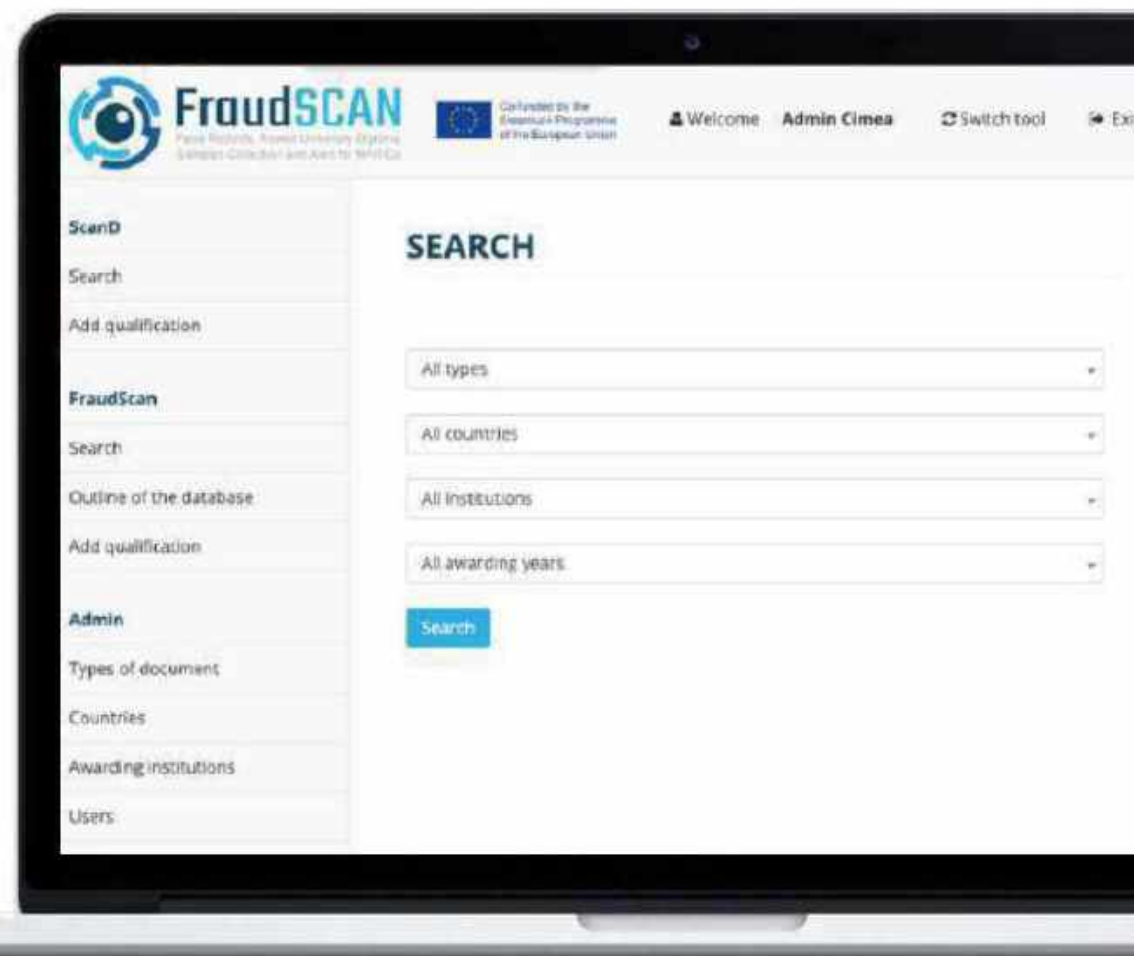 FraudSCAN
Co-funded by the
Erasmus+ Programme
of the European Union
Welcome Admin Cimea
Switch tool
Exi
ScanD
Search
Add qualification
FraudScan
Search
Outline of the database
Add qualification
Admin
Types of document
Countries
Awarding institutions
Users
SEARCH
All types
All countries
All institutions
All awarding years
Search